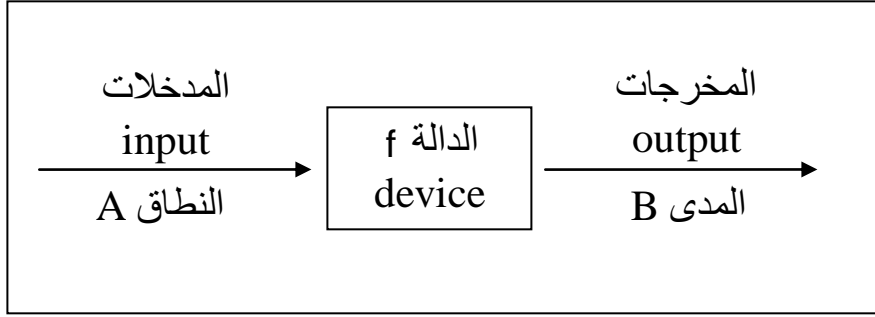 المدخلات
input
النطاق A
الدالة f
device
المخرجات
output
المدى B